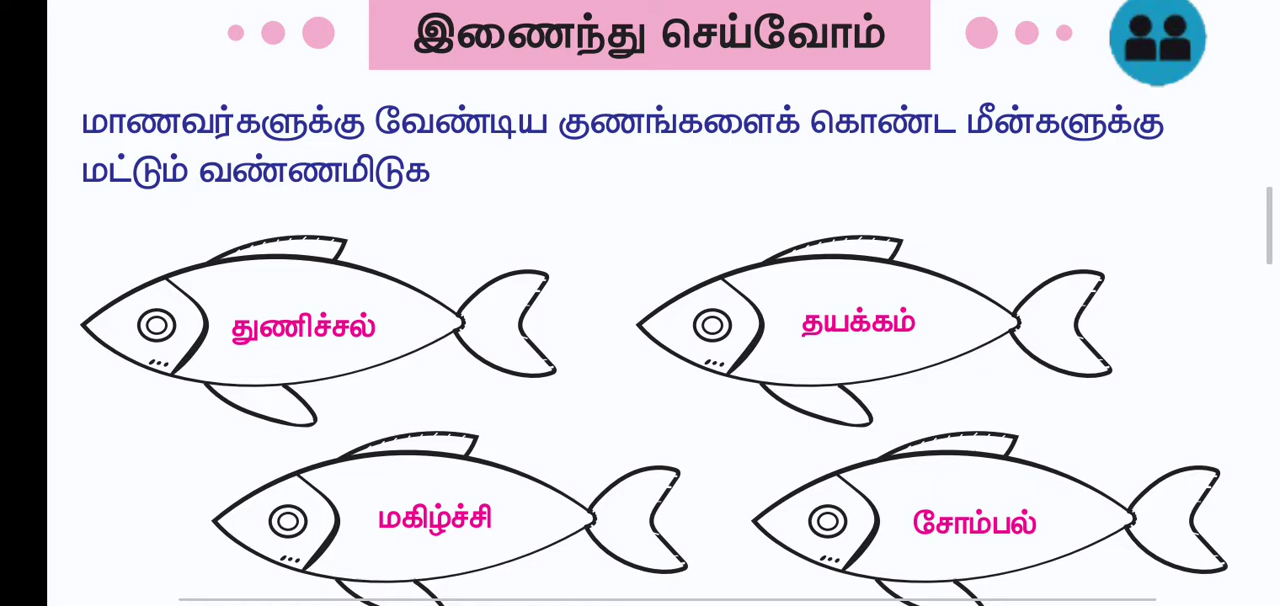 இணைந்து செய்வோம்
மாணவர்களுக்கு வேண்டிய குணங்களைக் கொண்ட மீன்களுக்கு
மட்டும் வண்ணமிடுக
துணிச்சல்
தயக்கம்
மகிழ்ச்சி
சோம்பல்